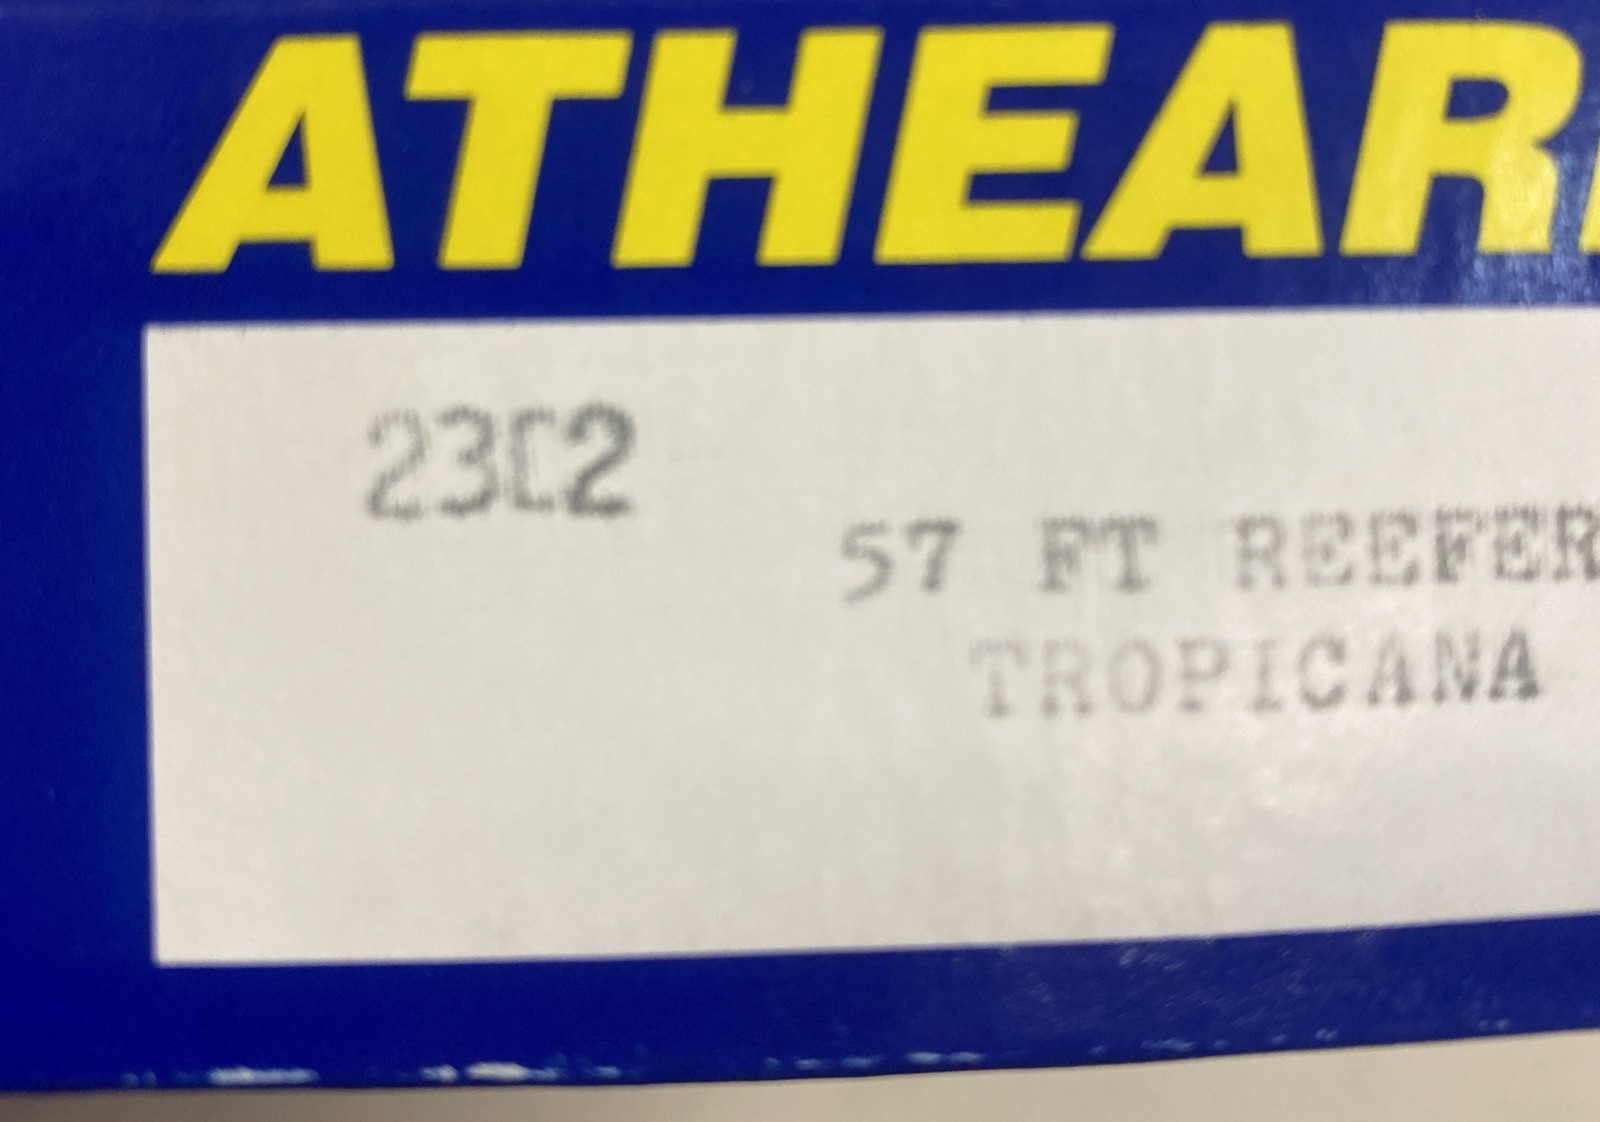 ATHEAR
2302
57 FT REEFER
TROPICANA